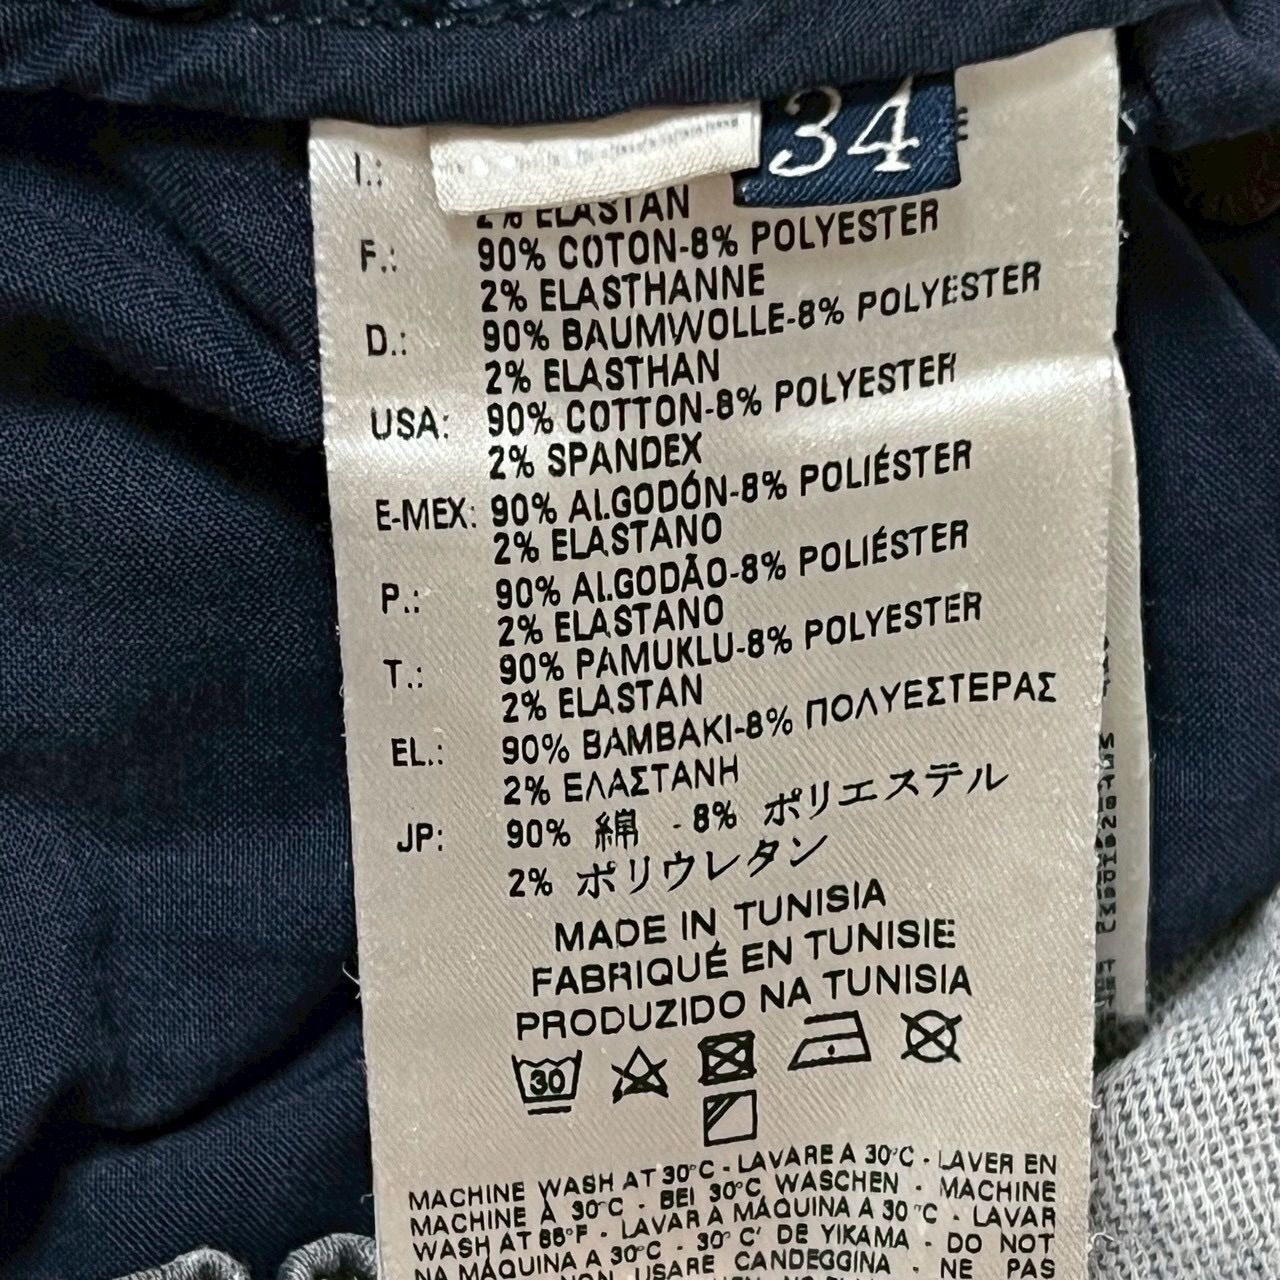 34
I.:
2% ELASTAN
F.: 90% COTON-8% POLYESTER
2% ELASTHANNE
D.: 90% BAUMWOLLE-8% POLYESTER
2% ELASTHAN
USA: 90% COTTON-8% POLYESTER
2% SPANDEX
E-MEX: 90% ALGODÓN-8% POLIÉSTER
2% ELASTANO
P.: 90% ALGODÃO-8% POLIÉSTER
2% ELASTANO
T.: 90% PAMUKLU-8% POLYESTER
2% ELASTAN
EL.: 90% ΒΑΜΒΑΚΙ-8% ΠΟΛΥΕΣΤΕΡΑΣ
2% ΕΛΑΣΤΑΝΗ
JP: 90% 綿 - 8% ポリエステル
2% ポリウレタン
MADE IN TUNISIA
FABRIQUÉ EN TUNISIE
PRODUZIDO NA TUNISIA
30
MACHINE WASH AT 30°C - LAVARE A 30°C - LAVER EN
MACHINE À 30°C - BEI 30°C WASCHEN - MACHINE
WASH AT 86°F - LAVAR A MÁQUINA A 30°C - LAVAR
NA MÁQUINA A 30°C - 30°C' DE YIKAMA - DO NOT
NON USARE CANDEGGINA - NE PAS